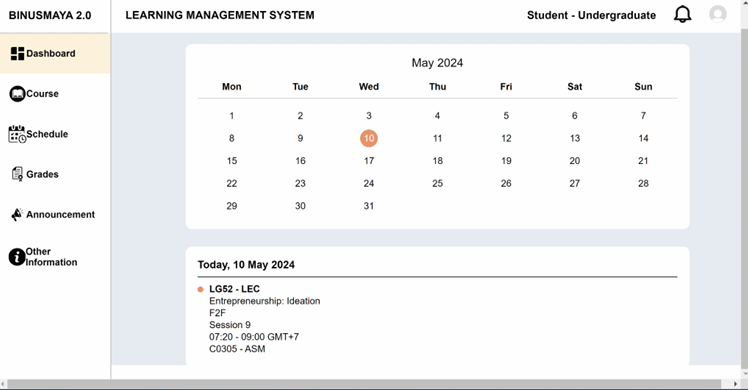 BINUSMAYA 2.0
LEARNING MANAGEMENT SYSTEM
Student - Undergraduate
Dashboard
Course
Schedule
Grades
Announcement
Other
Information
May 2024
Mon Tue Wed Thu Fri Sat Sun
1 2 3 4 5 6 7
8 9 10 11 12 13 14
15 16 17 18 19 20 21
22 23 24 25 26 27 28
29 30 31
Today, 10 May 2024
LG52 - LEC
Entrepreneurship: Ideation
F2F
Session 9
07:20 - 09:00 GMT+7
C0305 - ASM